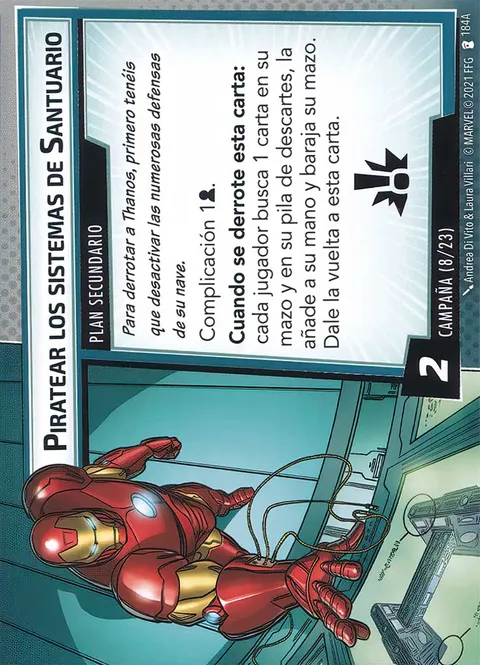 PIRATEAR LOS SISTEMAS DE SANTUARIO
PLAN SECUNDARIO
Para derrotar a Thanos, primero tenéis
que desactivar las numerosas defensas
de su nave.
Complicación 1.
Cuando se derrote esta carta:
cada jugador busca 1 carta en su
mazo y en su pila de descartes, la
añade a su mano y baraja su mazo.
Dale la vuelta a esta carta.
2
CAMPAÑA (8/23)
Andrea Di Vito & Laura Villari © MARVEL © 2021 FFG 184A